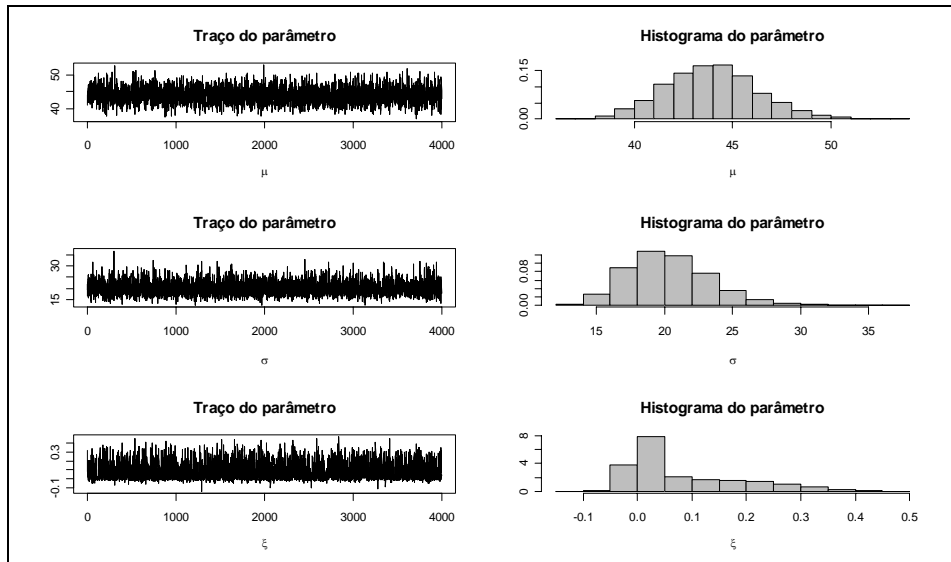 Traço do parâmetro
40 50
0 1000 2000 3000 4000
μ
Histograma do parâmetro
0.00 0.15
40 45 50
μ
Traço do parâmetro
15 30
0 1000 2000 3000 4000
σ
Histograma do parâmetro
0.00 0.08
15 20 25 30 35
σ
Traço do parâmetro
-0.1 0.3
0 1000 2000 3000 4000
ξ
Histograma do parâmetro
0 4 8
-0.1 0.0 0.1 0.2 0.3 0.4 0.5
ξ